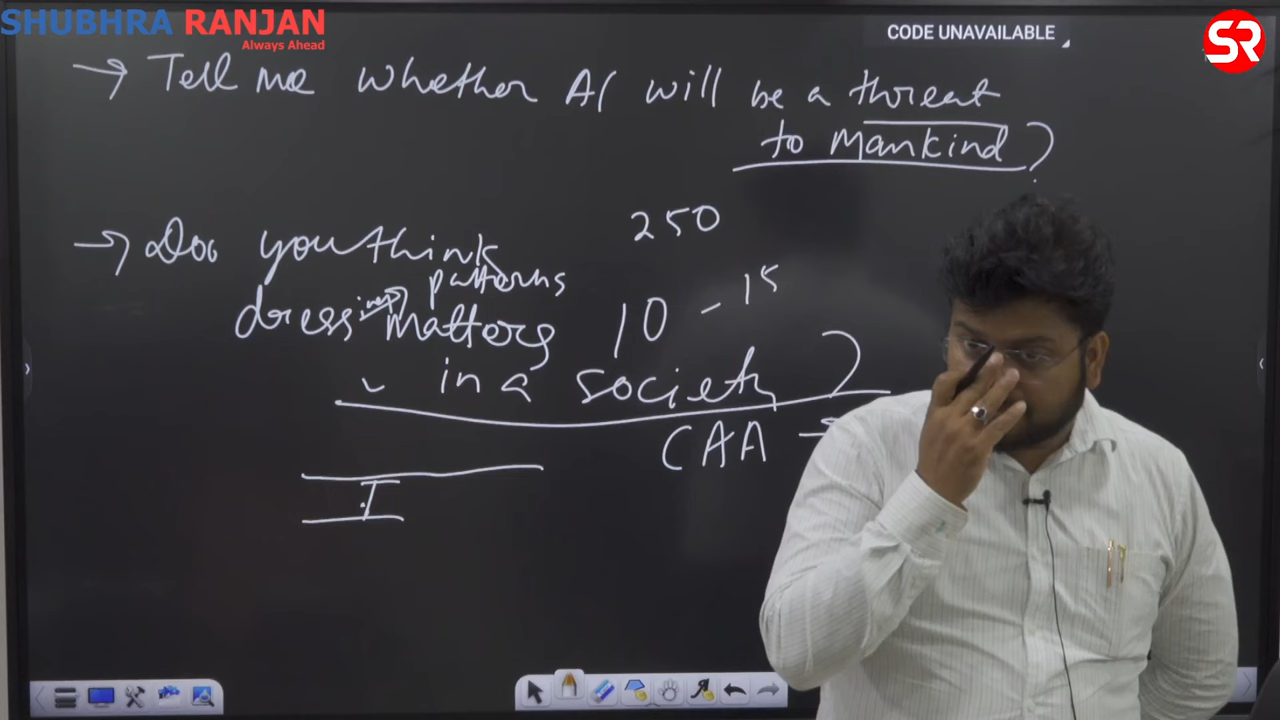 SHUBHRA RANJAN
Always Ahead
CODE UNAVAILABLE
SR
→ Tell me whether AI will be a threat
to Mankind?
→ Do you think
dressing patterns
matters
in a society?
250
10 - 15
CAA →
I